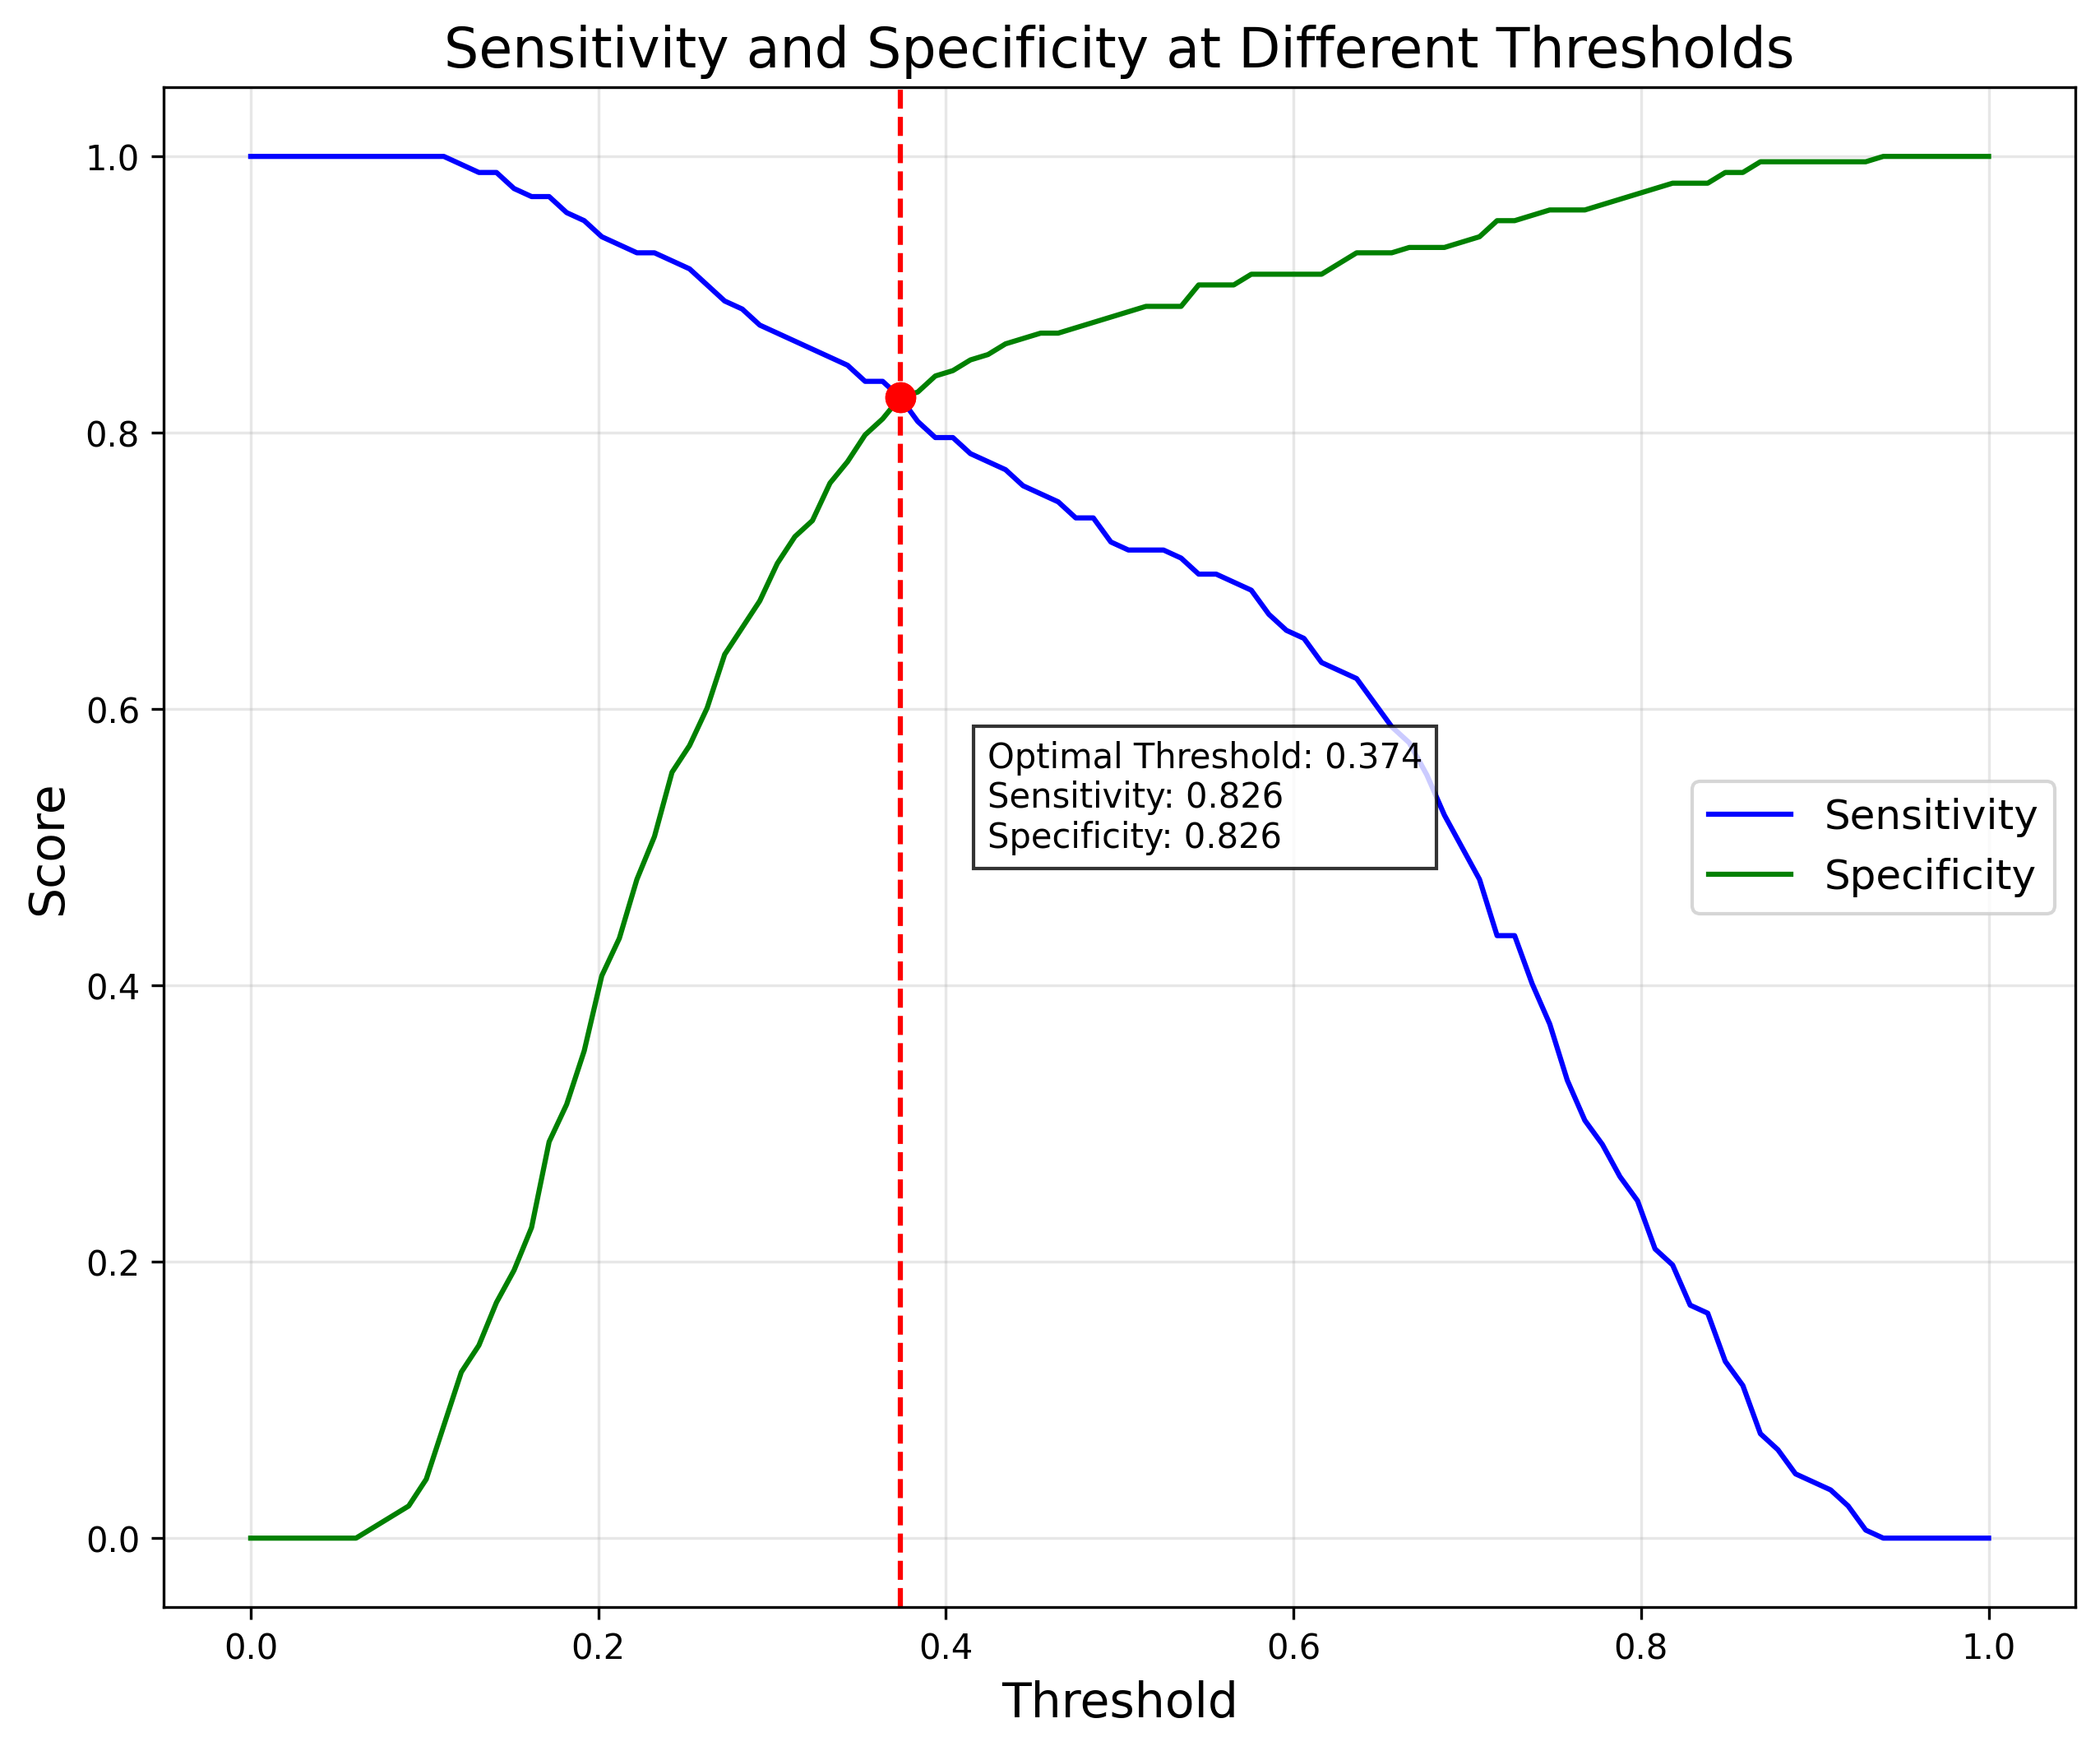 Sensitivity and Specificity at Different Thresholds
1.0
0.8
0.6
0.4
0.2
0.0
Score
Optimal Threshold: 0.374
Sensitivity: 0.826
Specificity: 0.826
Sensitivity
Specificity
0.0 0.2 0.4 0.6 0.8 1.0
Threshold